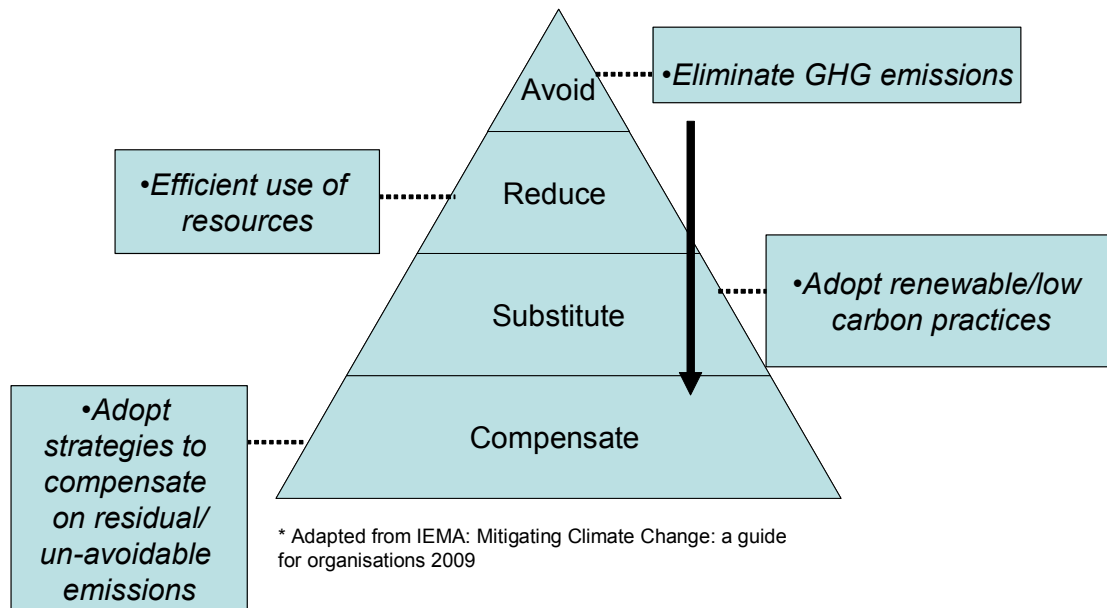 Avoid
•Eliminate GHG emissions
•Efficient use of
resources
Reduce
Substitute
•Adopt renewable/low
carbon practices
•Adopt
strategies to
compensate
on residual/
un-avoidable
emissions
Compensate
* Adapted from IEMA: Mitigating Climate Change: a guide
for organisations 2009